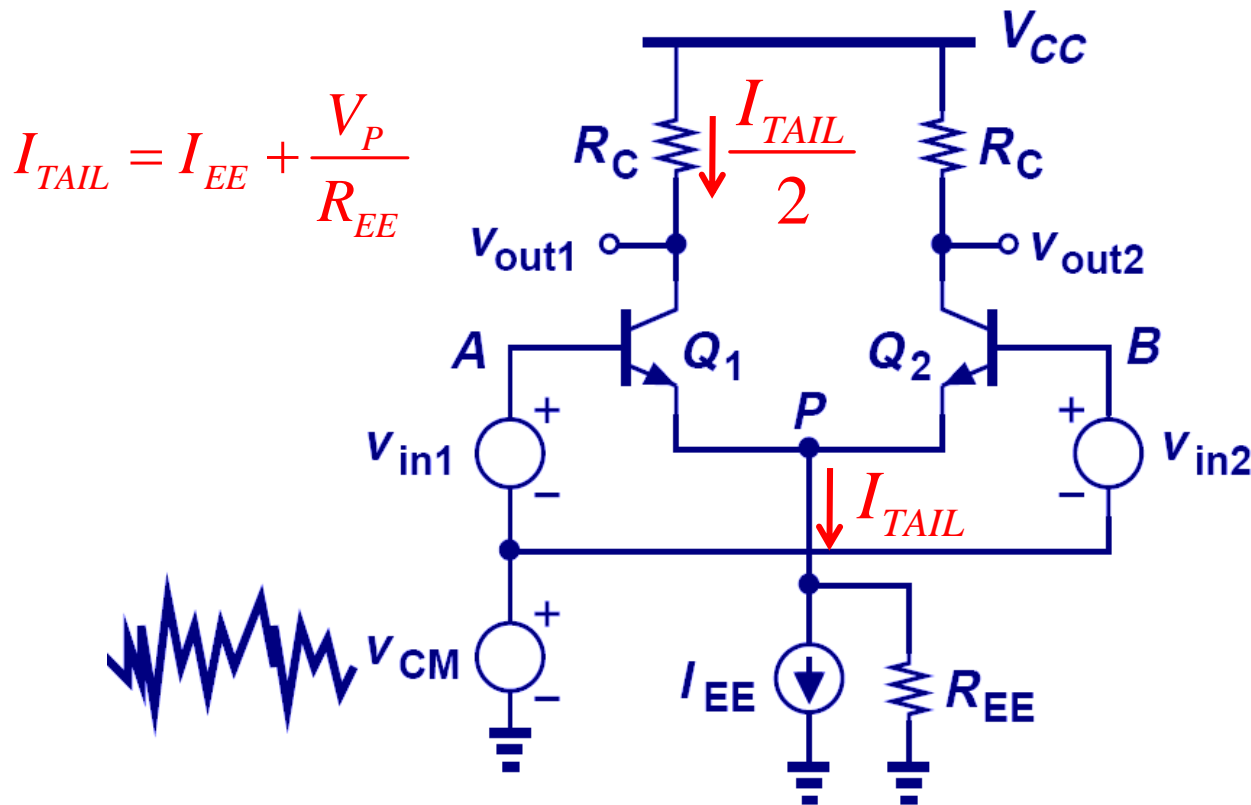 V_CC
I_TAIL = I_EE + V_P / R_EE
R_C
I_TAIL / 2
R_C
v_out1
v_out2
A
Q_1
Q_2
B
P
+
+
v_in1
v_in2
−
−
I_TAIL
+
v_CM
−
I_EE
R_EE